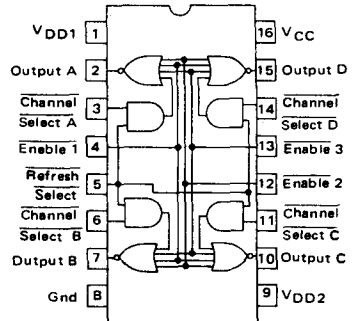 VDD1 1
Output A 2
Channel 3
Select A
Enable 1 4
Refresh 5
Select
Channel 6
Select B
Dutput B 7
Gnd 8
16 VCC
15 Output D
14 Channel
Select D
13 Enable 3
12 Enable 2
11 Channel
Select C
10 Output C
9 VDD2